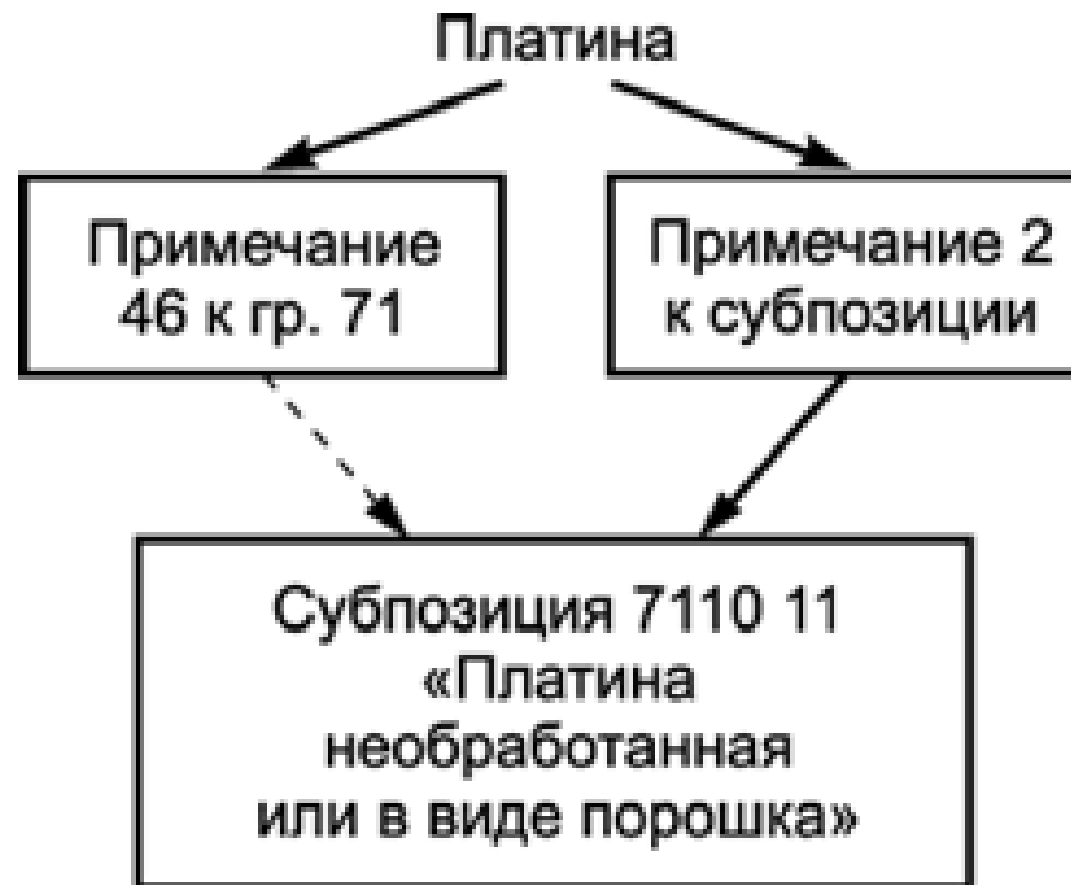 Платина
Примечание
46 к гр. 71
Примечание 2
к субпозиции
Субпозиция 7110 11
«Платина
необработанная
или в виде порошка»